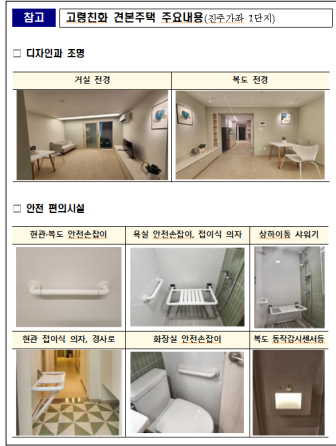 참고
고령친화 견본주택 주요내용(진주가좌 1단지)
□ 디자인과 조명
거실 전경
복도 전경
□ 안전 편의시설
현관·복도 안전손잡이
욕실 안전손잡이, 접이식 의자
상하이동 샤워기
현관 접이식 의자, 경사로
화장실 안전손잡이
복도 동작감시센서등